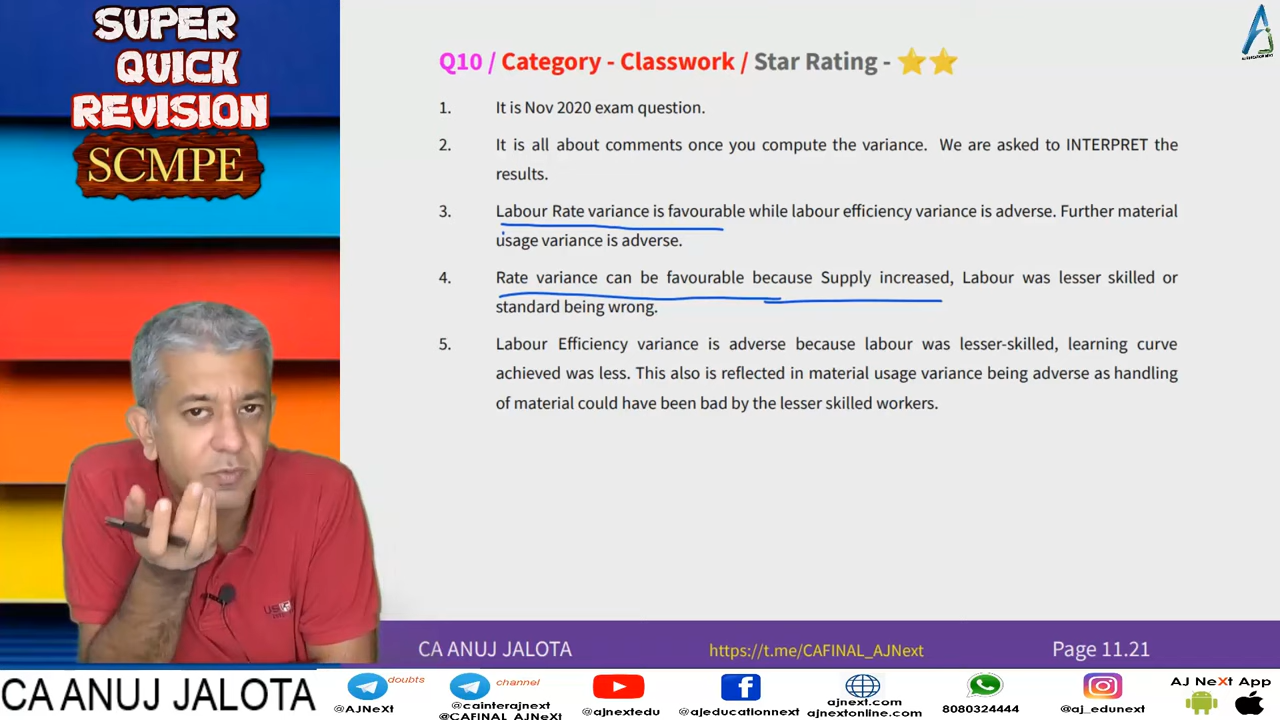 SUPER
QUICK
REVISION
SCMPE
Q10 / Category - Classwork / Star Rating -
1. It is Nov 2020 exam question.
2. It is all about comments once you compute the variance. We are asked to INTERPRET the
results.
3. Labour Rate variance is favourable while labour efficiency variance is adverse. Further material
usage variance is adverse.
4. Rate variance can be favourable because Supply increased, Labour was lesser skilled or
standard being wrong.
5. Labour Efficiency variance is adverse because labour was lesser-skilled, learning curve
achieved was less. This also is reflected in material usage variance being adverse as handling
of material could have been bad by the lesser skilled workers.
CA ANUJ JALOTA https://t.me/CAFINAL_AJNext Page 11.21
CA ANUJ JALOTA
doubts
@AJNeXt
channel
@cainterajnext
@CAFINAL_AJNeXt
@ajnextedu
@ajeducationnext
ajnext.com
ajnextonline.com
8080324444
@aj_edunext
AJ NeXt App